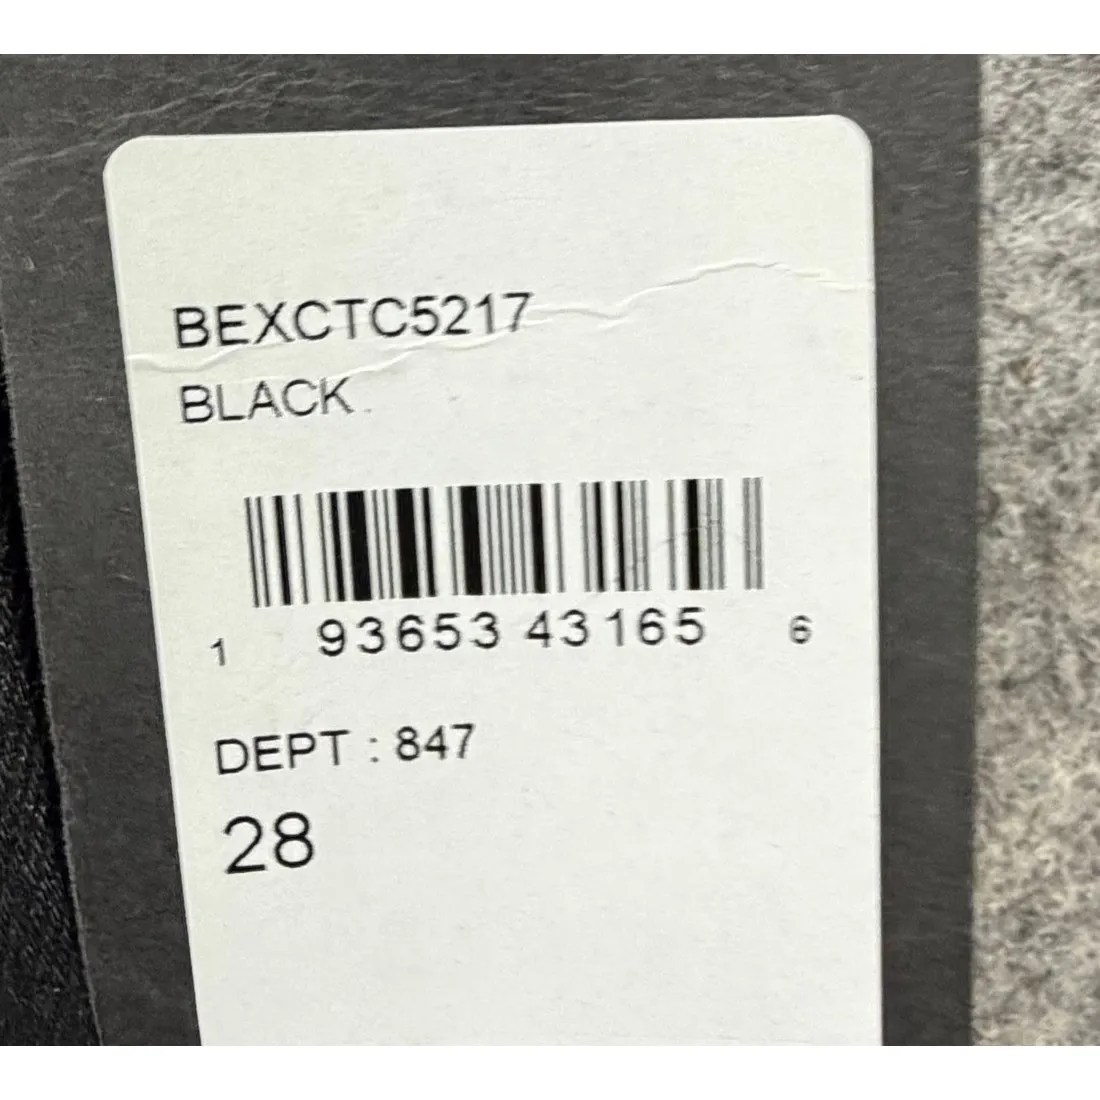 BEXCTC5217
BLACK
1 93653 43165 6
DEPT : 847
28